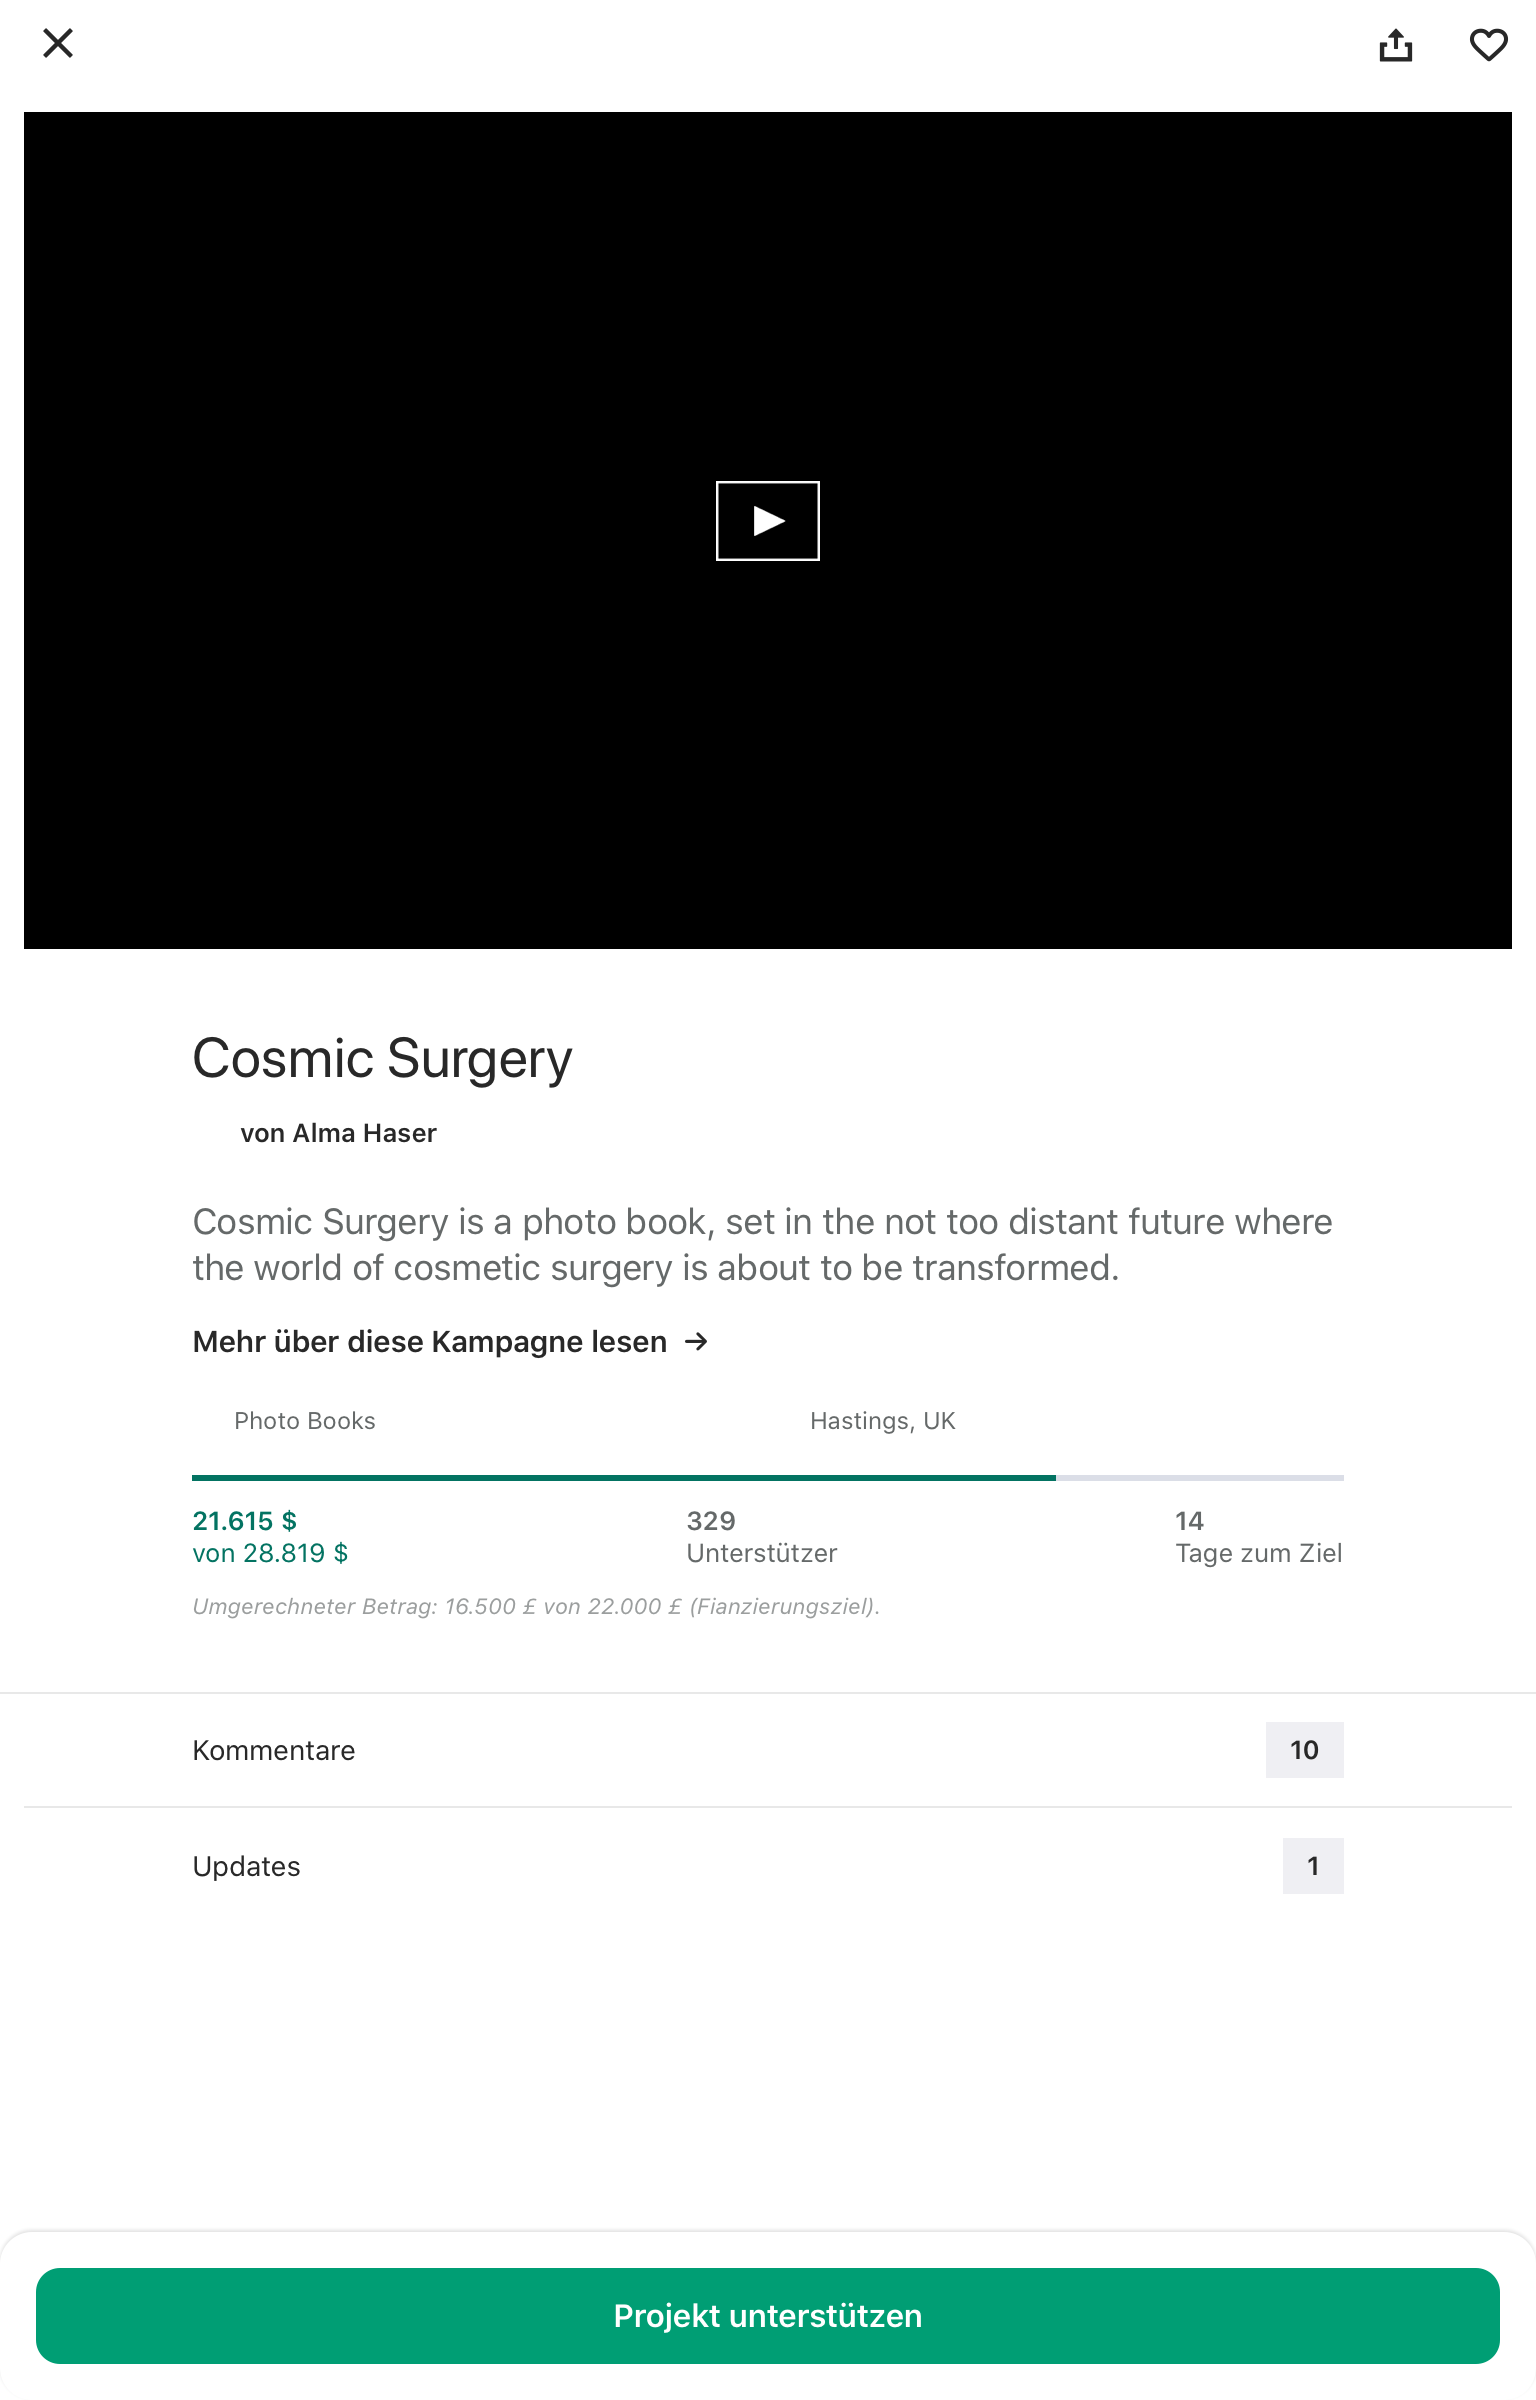 Cosmic Surgery
von Alma Haser
Cosmic Surgery is a photo book, set in the not too distant future where
the world of cosmetic surgery is about to be transformed.
Mehr über diese Kampagne lesen →
Photo Books
Hastings, UK
21.615 $
von 28.819 $
329
Unterstützer
14
Tage zum Ziel
Umgerechneter Betrag: 16.500 £ von 22.000 £ (Fianzierungsziel).
Kommentare
10
Updates
1
Projekt unterstützen